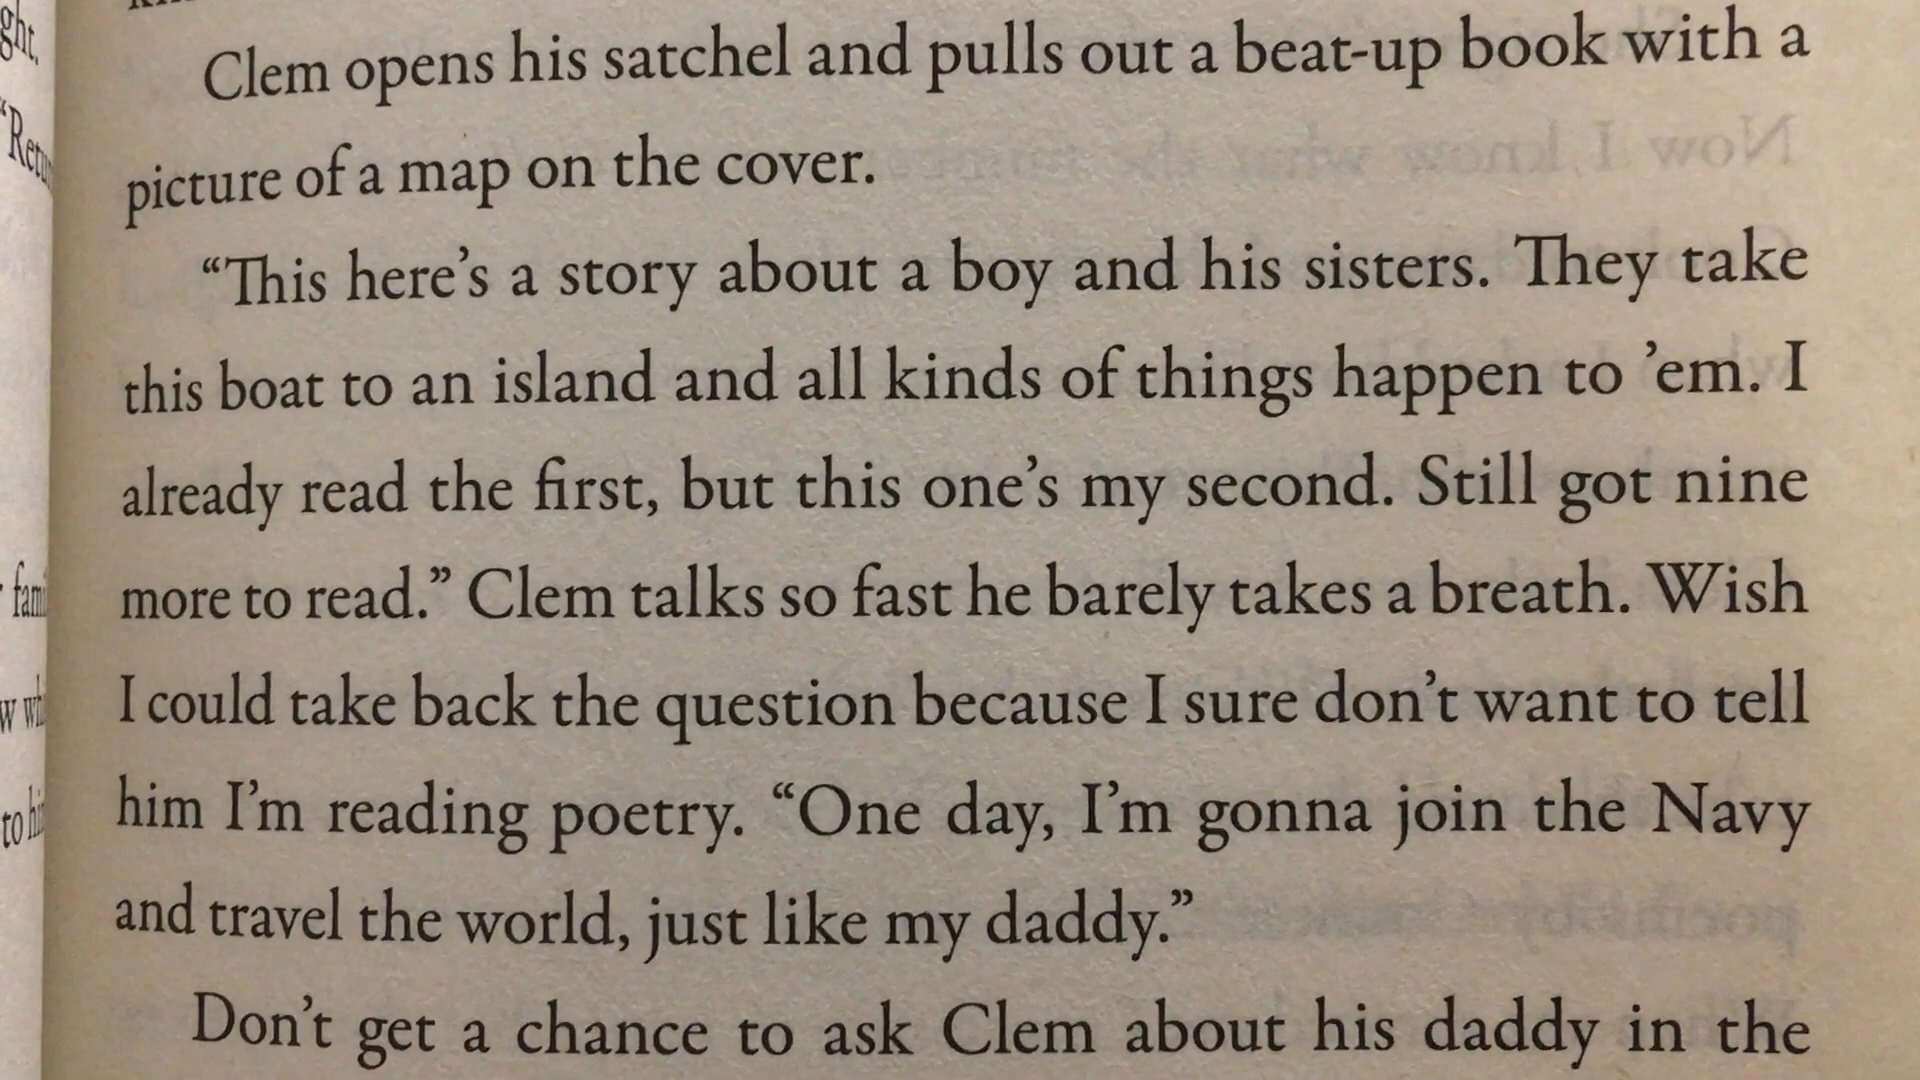 Clem opens his satchel and pulls out a beat-up book with a
picture of a map on the cover.
“This here’s a story about a boy and his sisters. They take
this boat to an island and all kinds of things happen to ’em. I
already read the first, but this one’s my second. Still got nine
more to read.” Clem talks so fast he barely takes a breath. Wish
I could take back the question because I sure don’t want to tell
him I’m reading poetry. “One day, I’m gonna join the Navy
and travel the world, just like my daddy.”
Don’t get a chance to ask Clem about his daddy in the